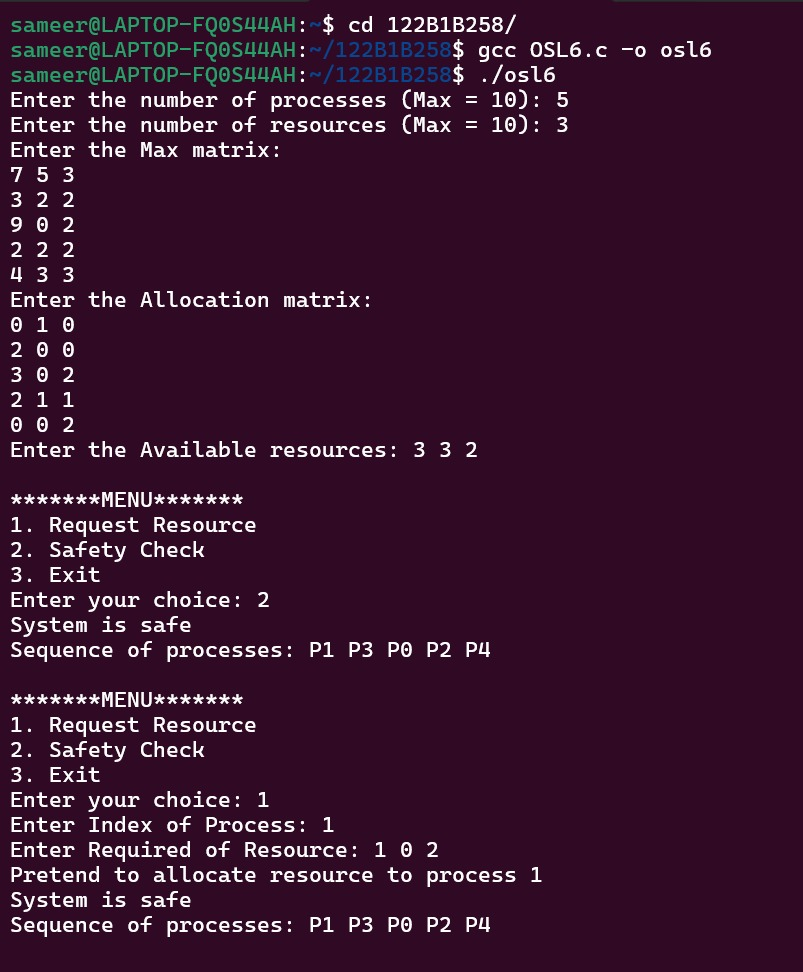 sameer@LAPTOP-FQ0S44AH:~$ cd 122B1B258/
sameer@LAPTOP-FQ0S44AH:~/122B1B258$ gcc OSL6.c -o osl6
sameer@LAPTOP-FQ0S44AH:~/122B1B258$ ./osl6
Enter the number of processes (Max = 10): 5
Enter the number of resources (Max = 10): 3
Enter the Max matrix:
7 5 3
3 2 2
9 0 2
2 2 2
4 3 3
Enter the Allocation matrix:
0 1 0
2 0 0
3 0 2
2 1 1
0 0 2
Enter the Available resources: 3 3 2
*******MENU*******
1. Request Resource
2. Safety Check
3. Exit
Enter your choice: 2
System is safe
Sequence of processes: P1 P3 P0 P2 P4
*******MENU*******
1. Request Resource
2. Safety Check
3. Exit
Enter your choice: 1
Enter Index of Process: 1
Enter Required of Resource: 1 0 2
Pretend to allocate resource to process 1
System is safe
Sequence of processes: P1 P3 P0 P2 P4